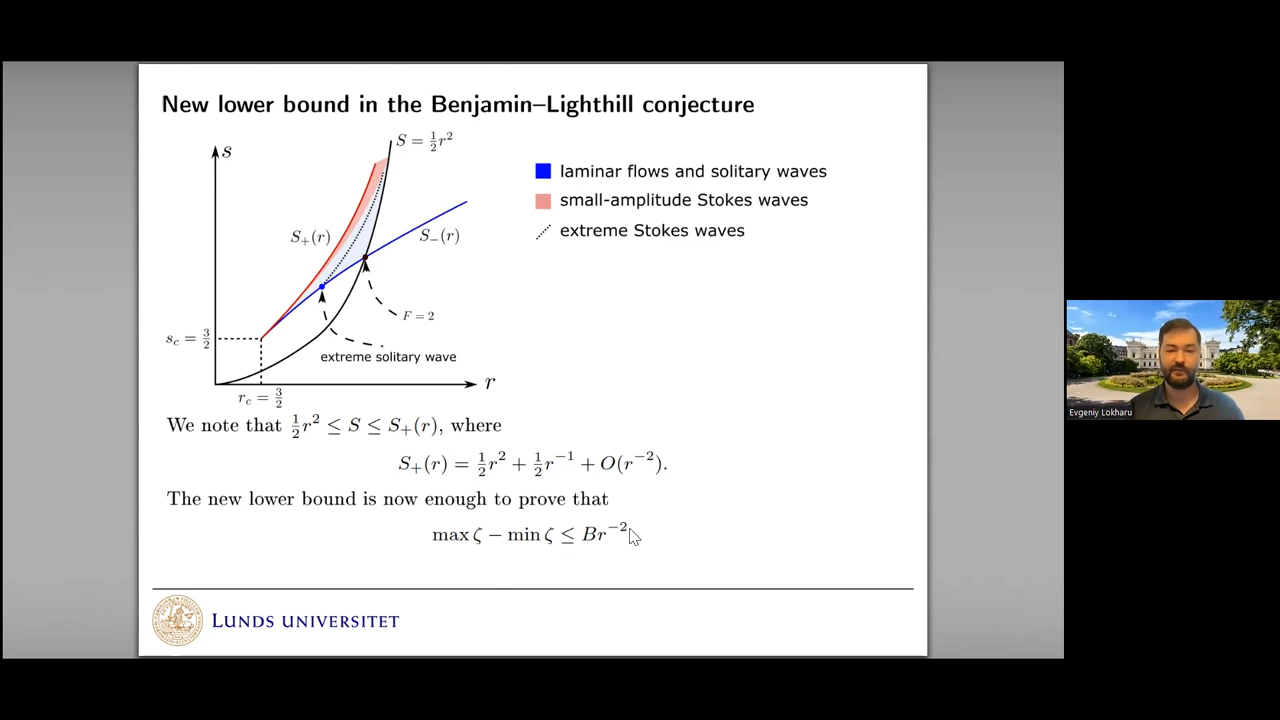 New lower bound in the Benjamin–Lighthill conjecture
s
S = ½r²
S₊(r)
S₋(r)
F = 2
s_c = 3/2
extreme solitary wave
r
r_c = 3/2
laminar flows and solitary waves
small-amplitude Stokes waves
extreme Stokes waves
We note that ½r² ≤ S ≤ S₊(r), where
S₊(r) = ½r² + ½r⁻¹ + O(r⁻²).
The new lower bound is now enough to prove that
max ζ − min ζ ≤ Br⁻²
LUNDS UNIVERSITET
Evgeniy Lokharu